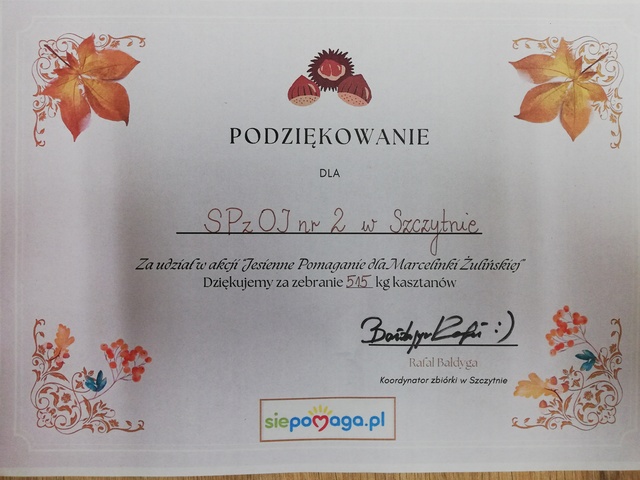 PODZIĘKOWANIE
DLA
SPzOI nr 2 w Szczytnie
Za udział w akcji "Jesienne Pomaganie dla Marcelinki Żulińskiej"
Dziękujemy za zebranie 515 kg kasztanów
:)
Rafał Bałdyga
Koordynator zbiórki w Szczytnie
siepomaga.pl